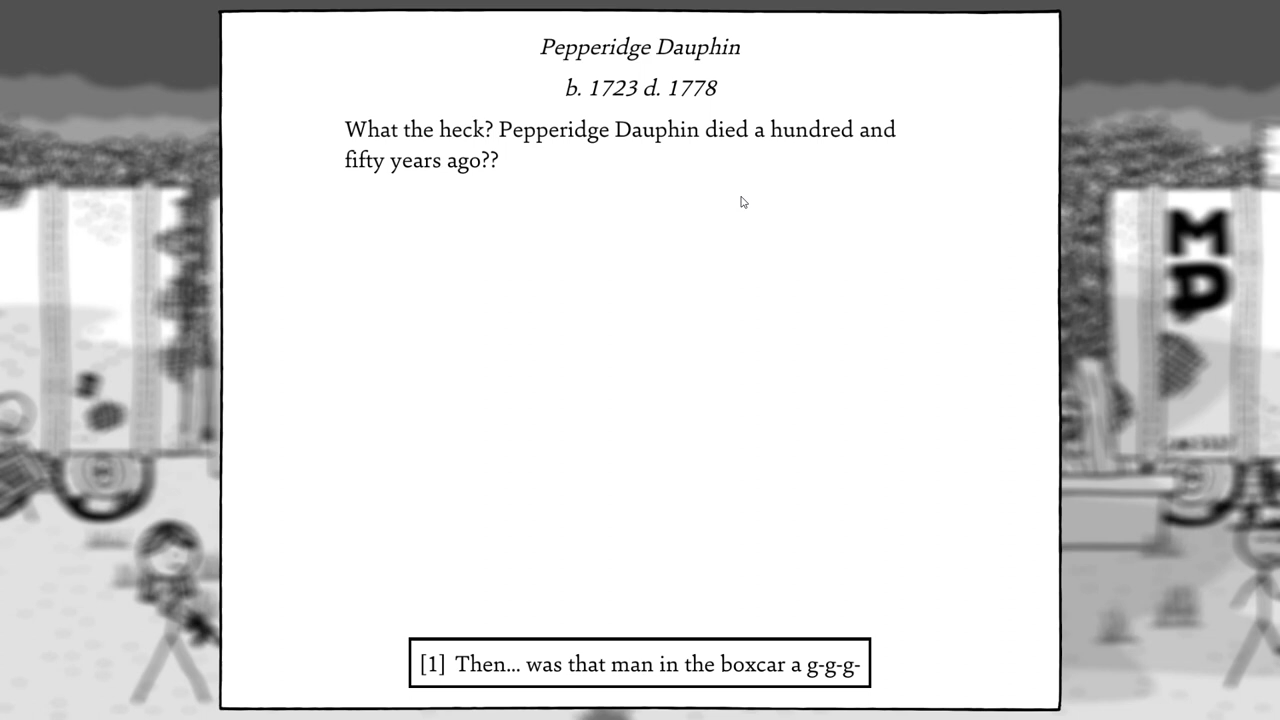 Pepperidge Dauphin
b. 1723 d. 1778
What the heck? Pepperidge Dauphin died a hundred and
fifty years ago??
M
D
[1] Then... was that man in the boxcar a g-g-g-